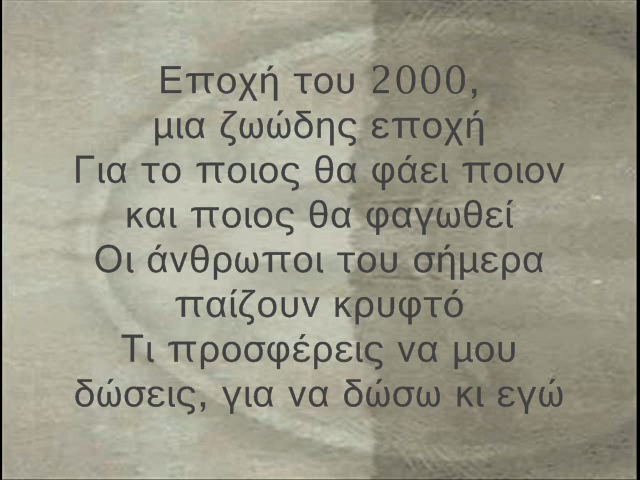 Εποχή του 2000,
μια ζωώδης εποχή
Για το ποιος θα φάει ποιον
και ποιος θα φαγωθεί
Οι άνθρωποι του σήμερα
παίζουν κρυφτό
Τι προσφέρεις να μου
δώσεις, για να δώσω κι εγώ